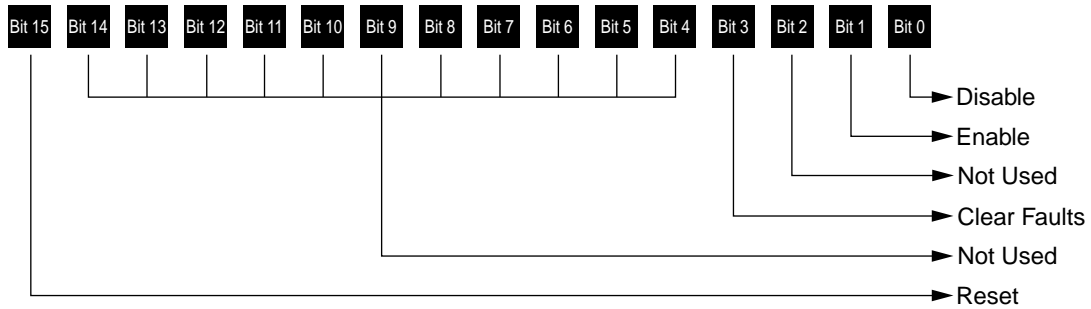 Bit 15 Bit 14 Bit 13 Bit 12 Bit 11 Bit 10 Bit 9 Bit 8 Bit 7 Bit 6 Bit 5 Bit 4 Bit 3 Bit 2 Bit 1 Bit 0
Disable
Enable
Not Used
Clear Faults
Not Used
Reset